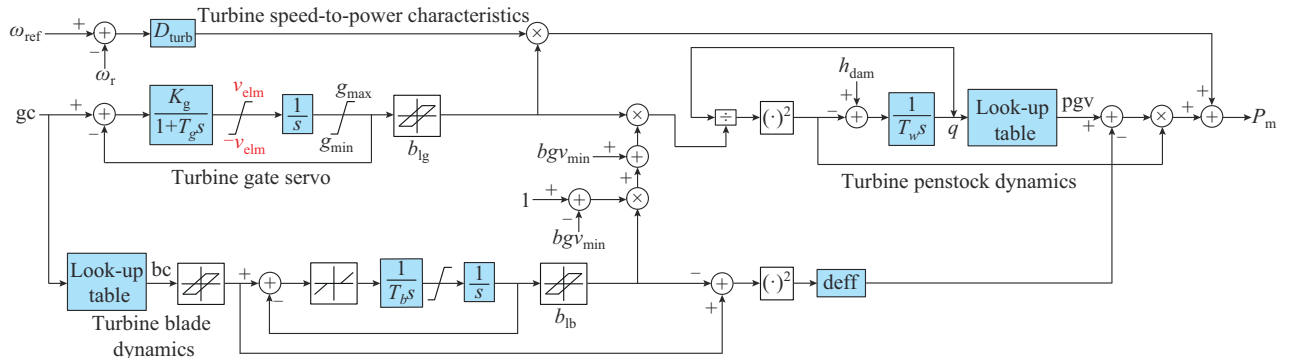 Turbine speed-to-power characteristics
ω_ref + − D_turb ×
ω_r
gc + − K_g / 1+T_g s v_elm −v_elm 1/s g_max g_min b_lg × ÷ (·)² − + h_dam 1/T_w s q Look-up table pgv + − × + + P_m
Turbine gate servo
bgv_min + + ×
Turbine penstock dynamics
1 + − bgv_min
Look-up table bc + − 1/T_b s 1/s b_lb − + (·)² deff
Turbine blade
dynamics